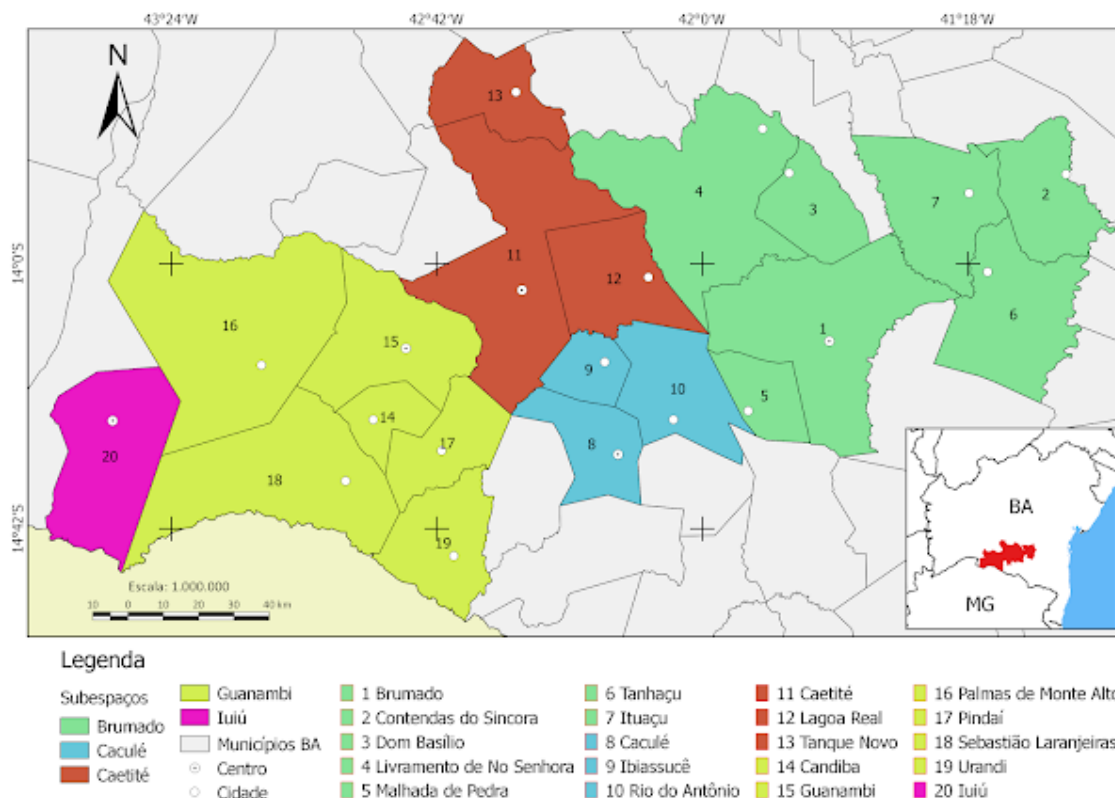 43°24'W 42°42'W 42°0'W 41°18'W
N
13
4
3
7
2
14°0'S
11
12
16
15
1
6
9
10
14
5
20
17
8
18
14°42'S
19
BA
MG
Escala: 1.000.000
10 0 10 20 30 40 km
Legenda
Subespaços
Brumado
Caculé
Caetité
Guanambi
Iuiú
Municípios BA
Centro
Cidade
1 Brumado
2 Contendas do Sincora
3 Dom Basílio
4 Livramento de No Senhora
5 Malhada de Pedra
6 Tanhaçu
7 Ituaçu
8 Caculé
9 Ibiassucê
10 Rio do Antônio
11 Caetité
12 Lagoa Real
13 Tanque Novo
14 Candiba
15 Guanambi
16 Palmas de Monte Alto
17 Pindaí
18 Sebastião Laranjeiras
19 Urandi
20 Iuiú